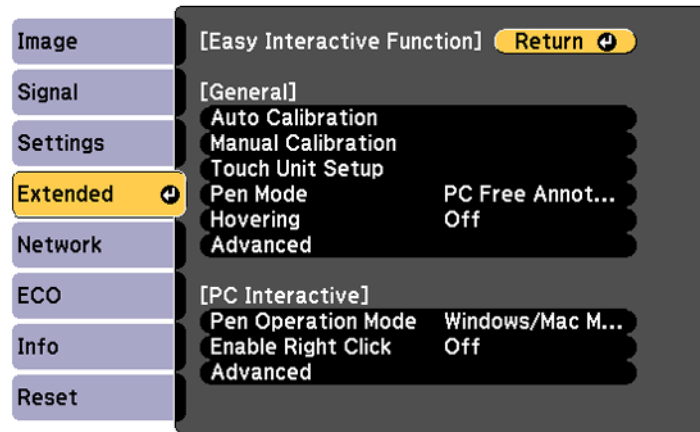 Image
Signal
Settings
Extended
Network
ECO
Info
Reset
[Easy Interactive Function] Return
[General]
Auto Calibration
Manual Calibration
Touch Unit Setup
Pen Mode PC Free Annot...
Hovering Off
Advanced
[PC Interactive]
Pen Operation Mode Windows/Mac M...
Enable Right Click Off
Advanced